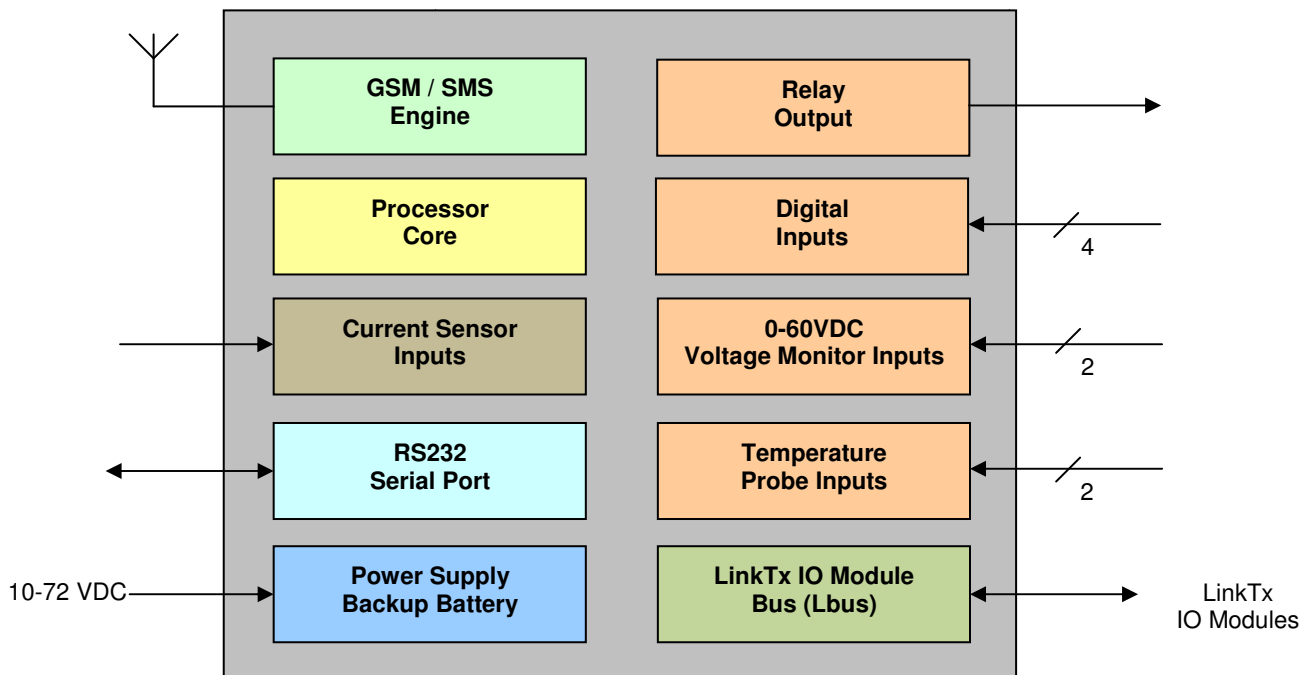 GSM / SMS
Engine
Relay
Output
Processor
Core
Digital
Inputs
4
Current Sensor
Inputs
0-60VDC
Voltage Monitor Inputs
2
RS232
Serial Port
Temperature
Probe Inputs
2
10-72 VDC
Power Supply
Backup Battery
LinkTx IO Module
Bus (Lbus)
LinkTx
IO Modules